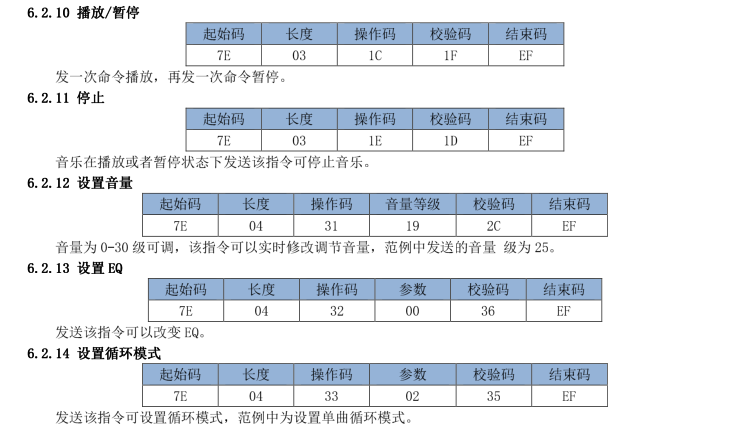 6.2.10 播放/暂停
起始码 长度 操作码 校验码 结束码
7E 03 1C 1F EF
发一次命令播放，再发一次命令暂停。
6.2.11 停止
起始码 长度 操作码 校验码 结束码
7E 03 1E 1D EF
音乐在播放或者暂停状态下发送该指令可停止音乐。
6.2.12 设置音量
起始码 长度 操作码 音量等级 校验码 结束码
7E 04 31 19 2C EF
音量为 0-30 级可调，该指令可以实时修改调节音量，范例中发送的音量 级为 25。
6.2.13 设置 EQ
起始码 长度 操作码 参数 校验码 结束码
7E 04 32 00 36 EF
发送该指令可以改变 EQ。
6.2.14 设置循环模式
起始码 长度 操作码 参数 校验码 结束码
7E 04 33 02 35 EF
发送该指令可设置循环模式，范例中为设置单曲循环模式。